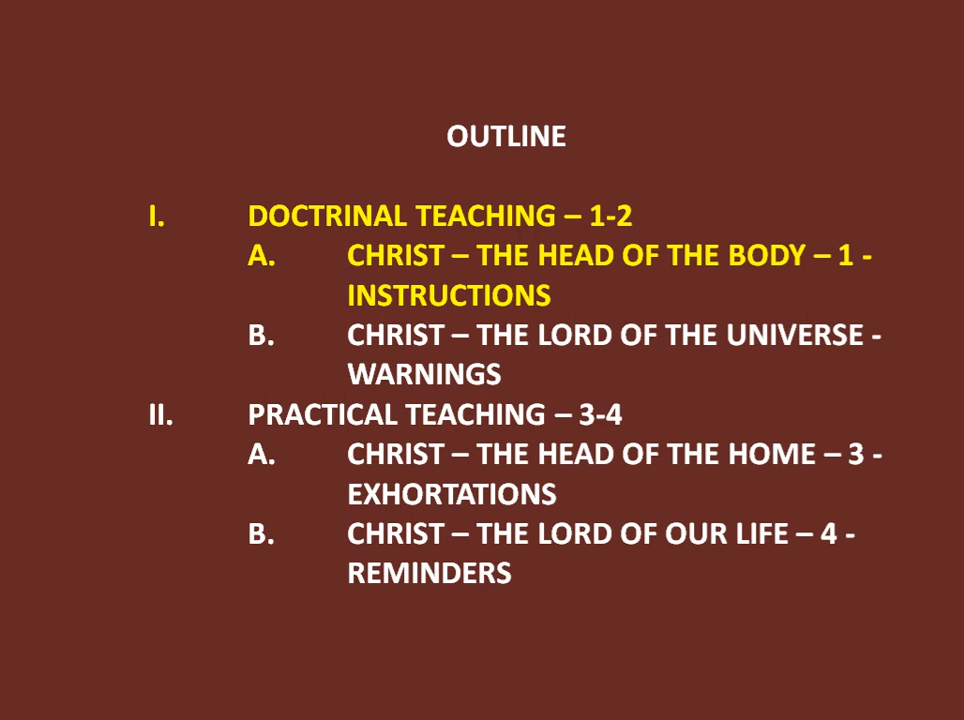 OUTLINE
I. DOCTRINAL TEACHING – 1-2
A. CHRIST – THE HEAD OF THE BODY – 1 -
INSTRUCTIONS
B. CHRIST – THE LORD OF THE UNIVERSE -
WARNINGS
II. PRACTICAL TEACHING – 3-4
A. CHRIST – THE HEAD OF THE HOME – 3 -
EXHORTATIONS
B. CHRIST – THE LORD OF OUR LIFE – 4 -
REMINDERS